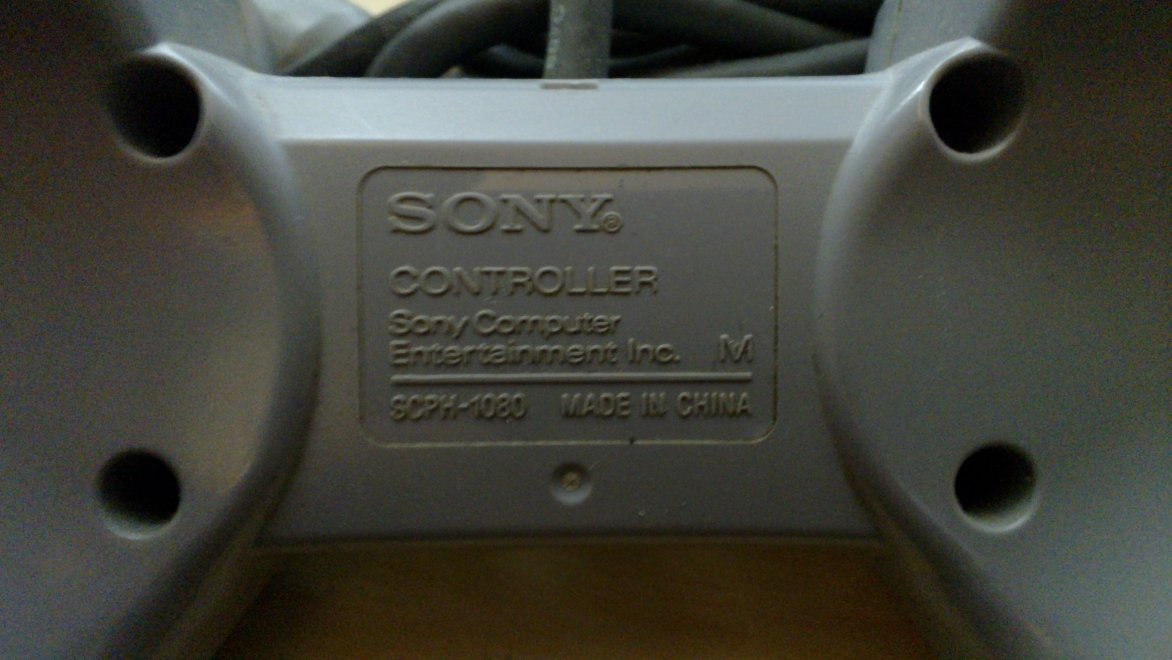 SONY®
CONTROLLER
Sony Computer
Entertainment Inc. M
SCPH-1080 MADE IN CHINA